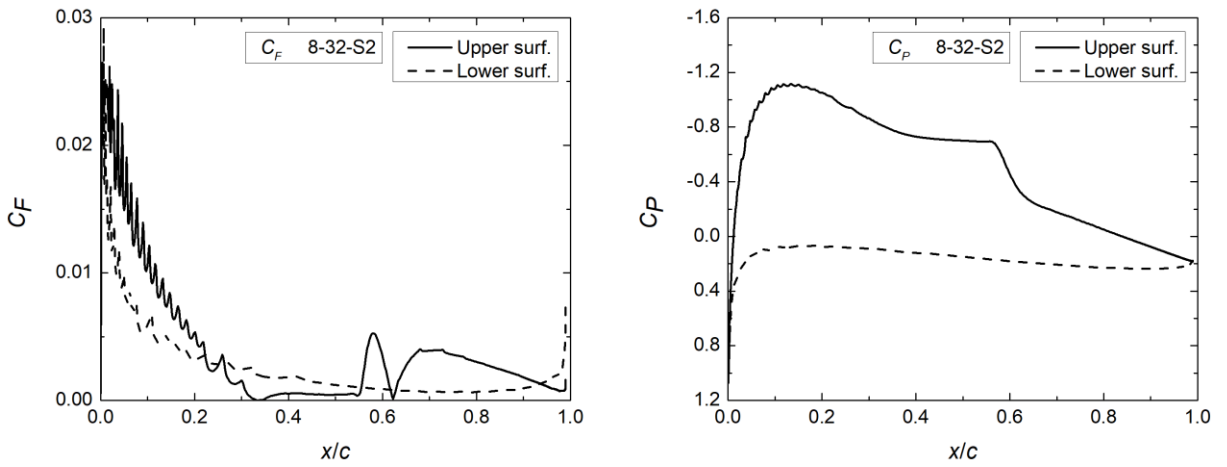 0.03
0.02
0.01
0.00
C_F
C_F 8-32-S2
Upper surf.
Lower surf.
0.0 0.2 0.4 0.6 0.8 1.0
x/c
-1.6
-1.2
-0.8
-0.4
0.0
0.4
0.8
1.2
C_P
C_P 8-32-S2
Upper surf.
Lower surf.
0.0 0.2 0.4 0.6 0.8 1.0
x/c